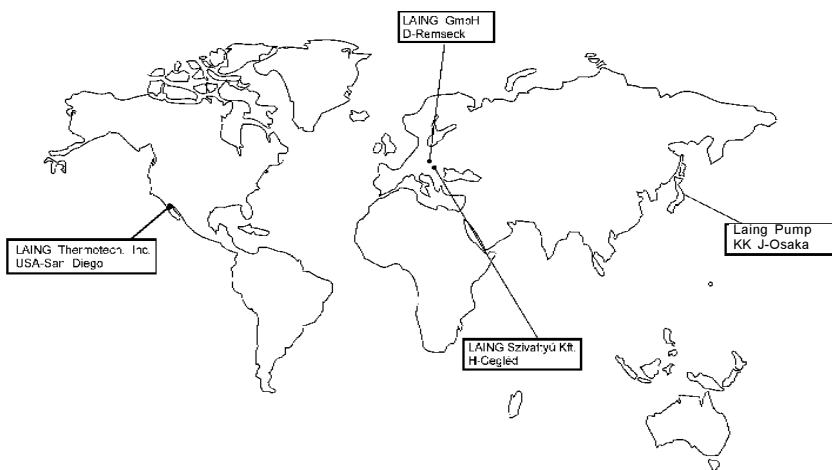 LAING GmbH
D-Remseck
LAING Thermotech. Inc.
USA-San Diego
Laing Pump
KK J-Osaka
LAING Szivattyú Kft.
H-Cegléd